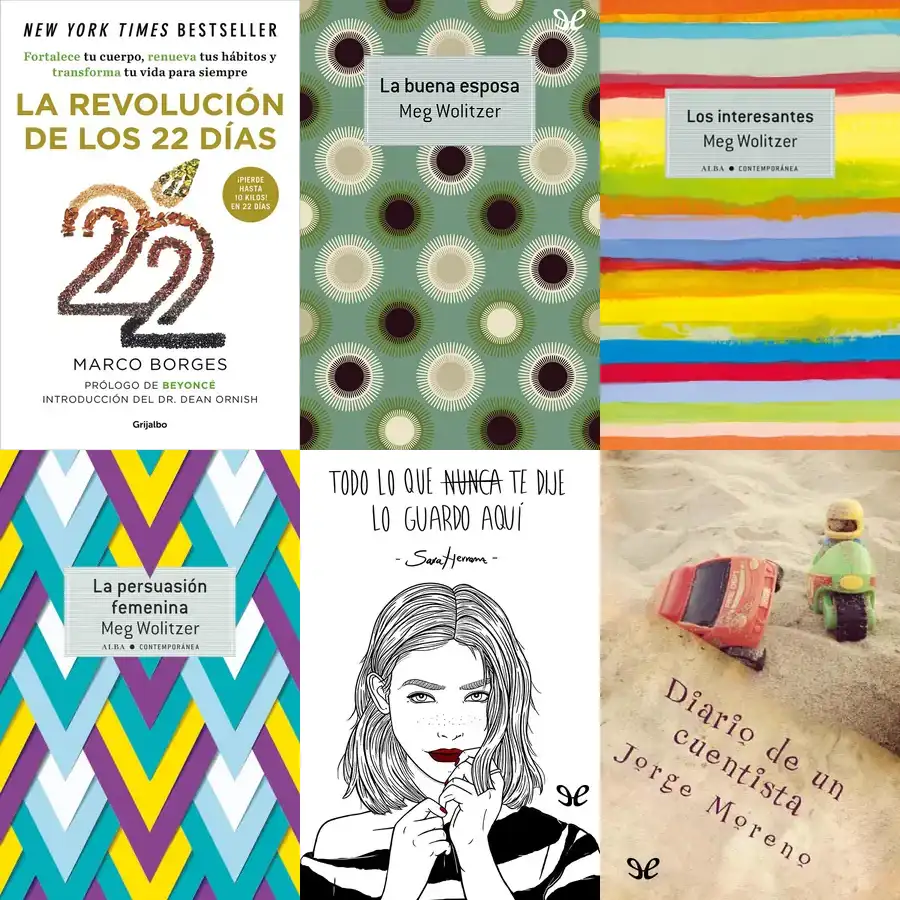 NEW YORK TIMES BESTSELLER
Fortalece tu cuerpo, renueva tus hábitos y
transforma tu vida para siempre
LA REVOLUCIÓN
DE LOS 22 DÍAS
¡PIERDE
HASTA
10 KILOS!
EN 22 DÍAS
22
MARCO BORGES
PRÓLOGO DE BEYONCÉ
INTRODUCCIÓN DEL DR. DEAN ORNISH
Grijalbo
La buena esposa
Meg Wolitzer
Los interesantes
Meg Wolitzer
ALBA ● CONTEMPORÁNEA
La persuasión
femenina
Meg Wolitzer
ALBA ● CONTEMPORÁNEA
TODO LO QUE NUNCA TE DIJE
LO GUARDO AQUÍ
- Sara Herranz -
Diario de un
cuentista
Jorge Moreno